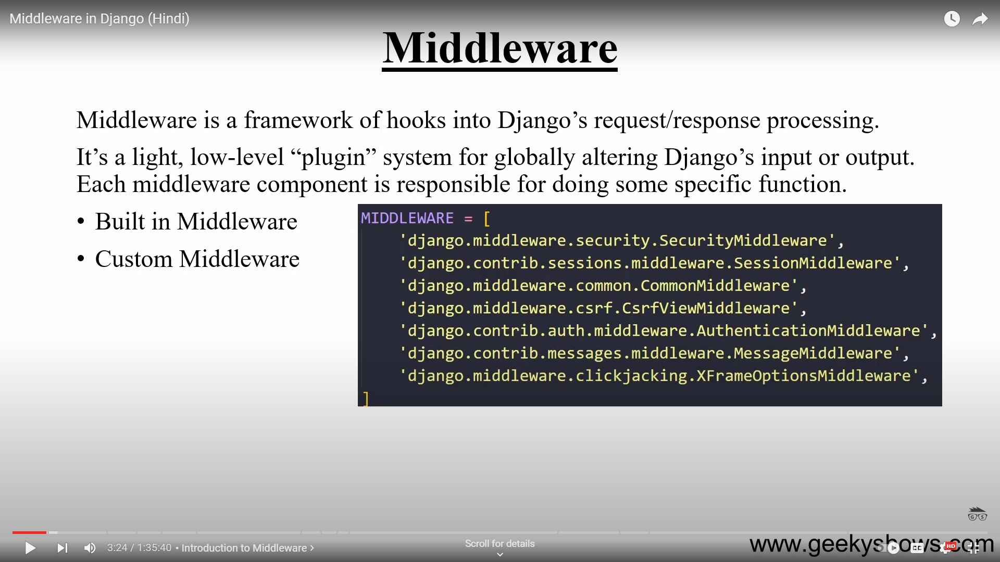 Middleware in Django (Hindi)
Middleware
Middleware is a framework of hooks into Django’s request/response processing.
It’s a light, low-level “plugin” system for globally altering Django’s input or output.
Each middleware component is responsible for doing some specific function.
• Built in Middleware
• Custom Middleware
MIDDLEWARE = [
'django.middleware.security.SecurityMiddleware',
'django.contrib.sessions.middleware.SessionMiddleware',
'django.middleware.common.CommonMiddleware',
'django.middleware.csrf.CsrfViewMiddleware',
'django.contrib.auth.middleware.AuthenticationMiddleware',
'django.contrib.messages.middleware.MessageMiddleware',
'django.middleware.clickjacking.XFrameOptionsMiddleware',
]
G S
3:24 / 1:35:40 • Introduction to Middleware >
Scroll for details
www.geekyshows.com
CC
HD